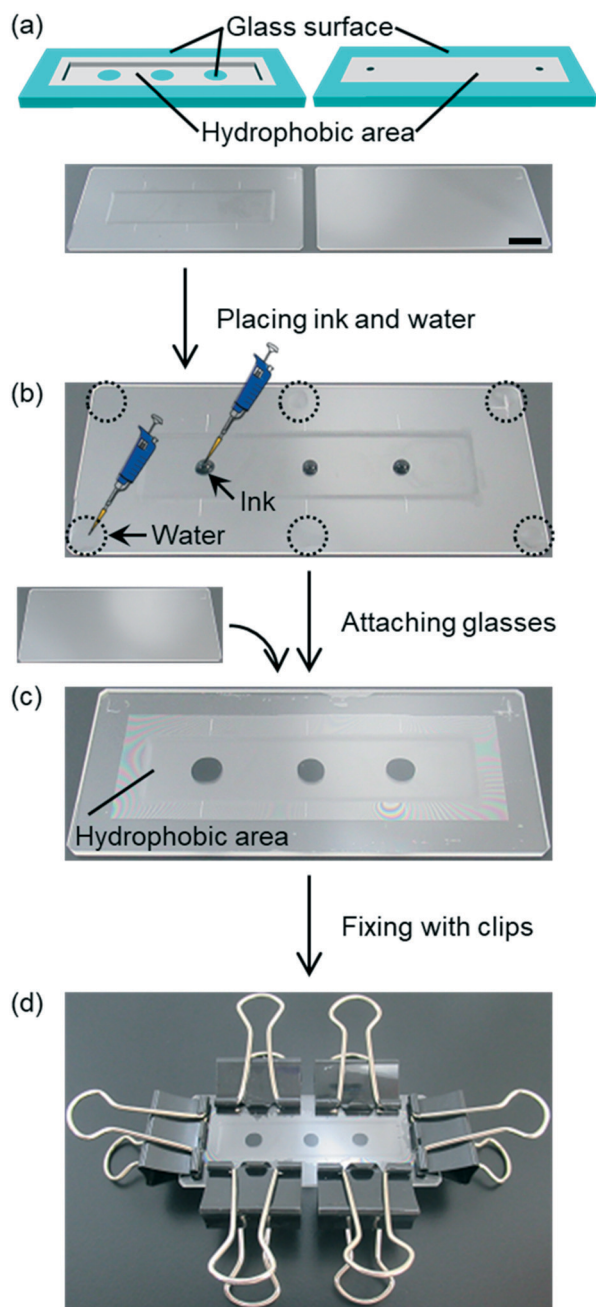 (a)
Glass surface
Hydrophobic area
Placing ink and water
(b)
Ink
Water
Attaching glasses
(c)
Hydrophobic area
Fixing with clips
(d)